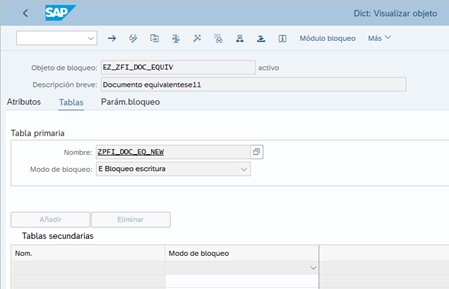 SAP
Dict: Visualizar objeto
Módulo bloqueo Más
Objeto de bloqueo: EZ_ZFI_DOC_EQUIV activo
Descripción breve: Documento equivalentese11
Atributos Tablas Parám.bloqueo
Tabla primaria
Nombre: ZPFI_DOC_EQ_NEW
Modo de bloqueo: E Bloqueo escritura
Añadir Eliminar
Tablas secundarias
Nom. Modo de bloqueo